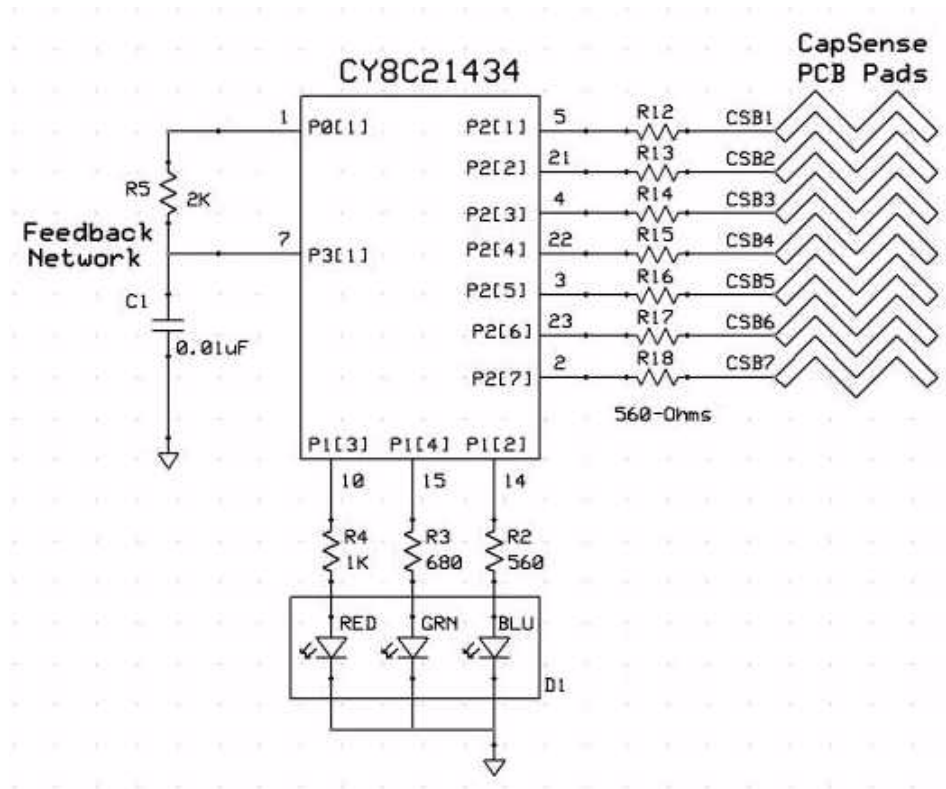 CapSense
PCB Pads
CY8C21434
1
P0[1]
P2[1]
5
R12
CSB1
P2[2]
21
R13
CSB2
R5
2K
P2[3]
4
R14
CSB3
Feedback
Network
7
P3[1]
P2[4]
22
R15
CSB4
P2[5]
3
R16
CSB5
C1
0.01uF
P2[6]
23
R17
CSB6
P2[7]
2
R18
CSB7
560-Ohms
P1[3]
P1[4]
P1[2]
10
15
14
R4
1K
R3
680
R2
560
RED
GRN
BLU
D1